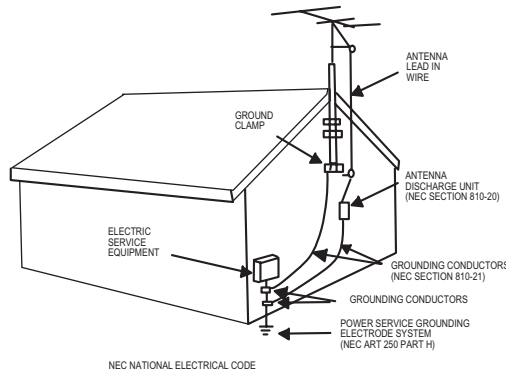 ANTENNA
LEAD IN
WIRE
GROUND
CLAMP
ANTENNA
DISCHARGE UNIT
(NEC SECTION 810-20)
ELECTRIC
SERVICE
EQUIPMENT
GROUNDING CONDUCTORS
(NEC SECTION 810-21)
GROUNDING CONDUCTORS
POWER SERVICE GROUNDING
ELECTRODE SYSTEM
(NEC ART 250 PART H)
NEC NATIONAL ELECTRICAL CODE